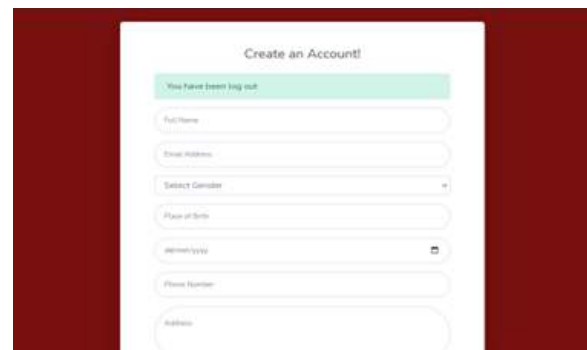 Create an Account!
You have been log out
Full Name
Email Address
Select Gender
Place of Birth
dd/mm/yyyy
Phone Number
Address